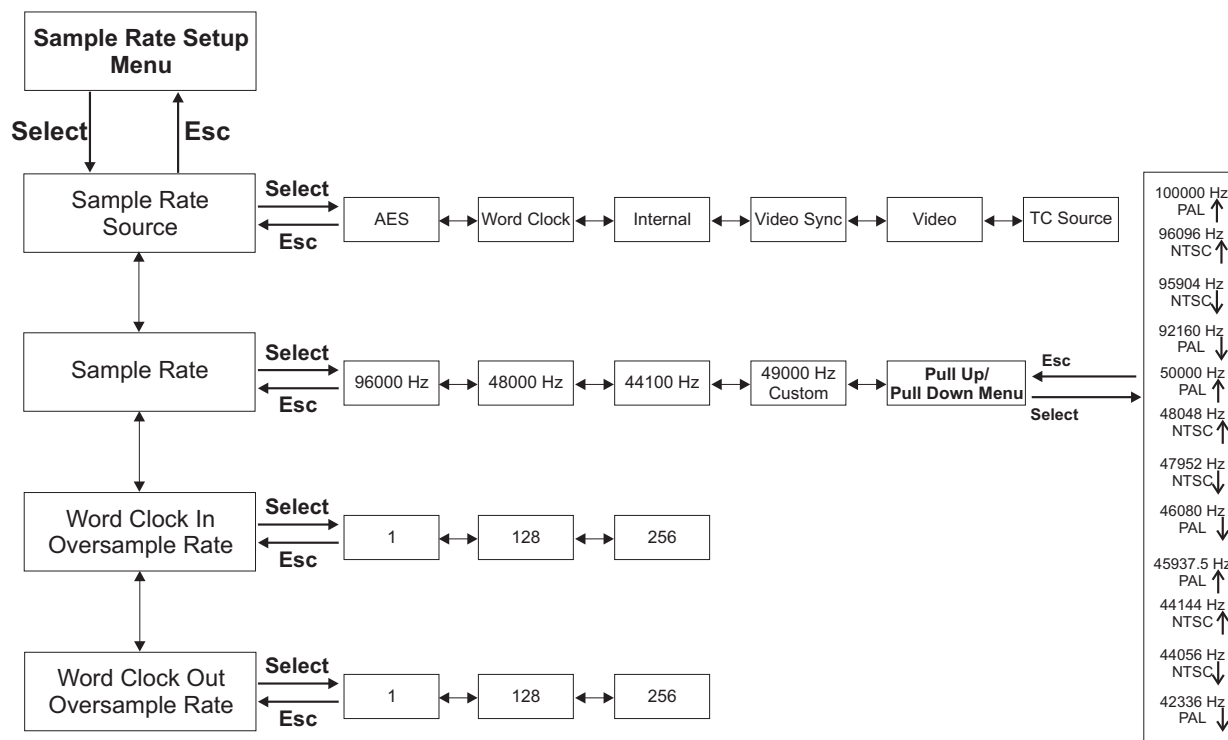 Sample Rate Setup
Menu
Select
Esc
Sample Rate
Source
Select
Esc
AES
Word Clock
Internal
Video Sync
Video
TC Source
Sample Rate
Select
Esc
96000 Hz
48000 Hz
44100 Hz
49000 Hz
Custom
Pull Up/
Pull Down Menu
Esc
Select
100000 Hz
PAL
96096 Hz
NTSC
95904 Hz
NTSC
92160 Hz
PAL
50000 Hz
PAL
48048 Hz
NTSC
47952 Hz
NTSC
46080 Hz
PAL
45937.5 Hz
PAL
44144 Hz
NTSC
44056 Hz
NTSC
42336 Hz
PAL
Word Clock In
Oversample Rate
Select
Esc
1
128
256
Word Clock Out
Oversample Rate
Select
Esc
1
128
256